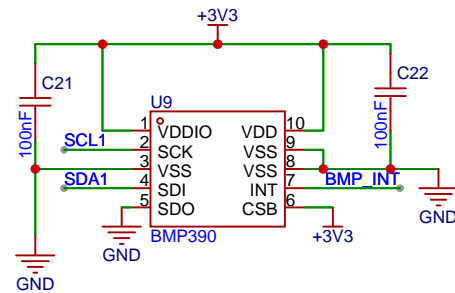 +3V3
C21
C22
100nF
100nF
U9
1 VDDIO VDD 10
SCL1 2 SCK VSS 9
3 VSS VSS 8
SDA1 4 SDI INT 7 BMP_INT
5 SDO CSB 6
BMP390
GND
GND
+3V3
GND